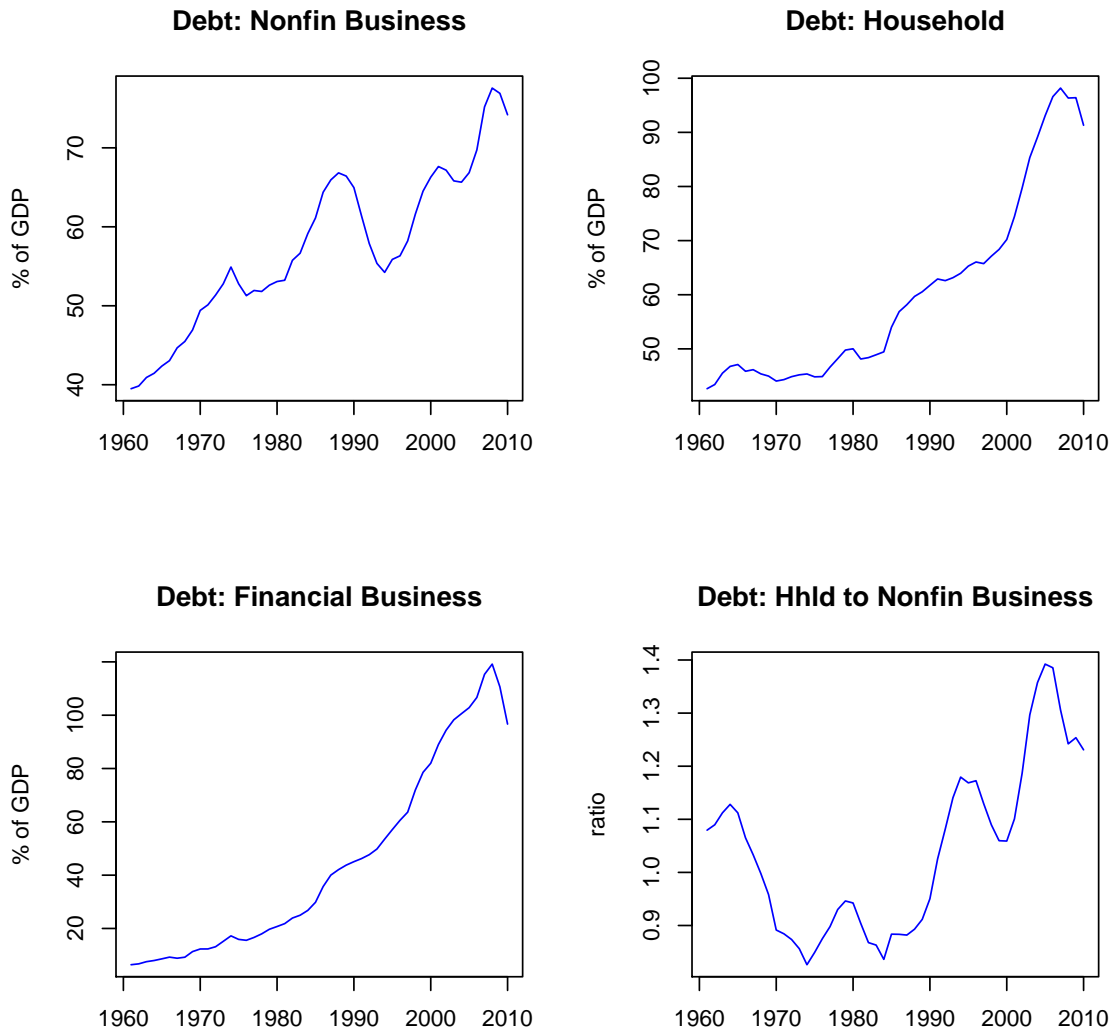 Debt: Nonfin Business
% of GDP
70
60
50
40
1960 1970 1980 1990 2000 2010
Debt: Household
% of GDP
100
90
80
70
60
50
1960 1970 1980 1990 2000 2010
Debt: Financial Business
% of GDP
100
80
60
40
20
1960 1970 1980 1990 2000 2010
Debt: Hhld to Nonfin Business
ratio
1.4
1.3
1.2
1.1
1.0
0.9
1960 1970 1980 1990 2000 2010